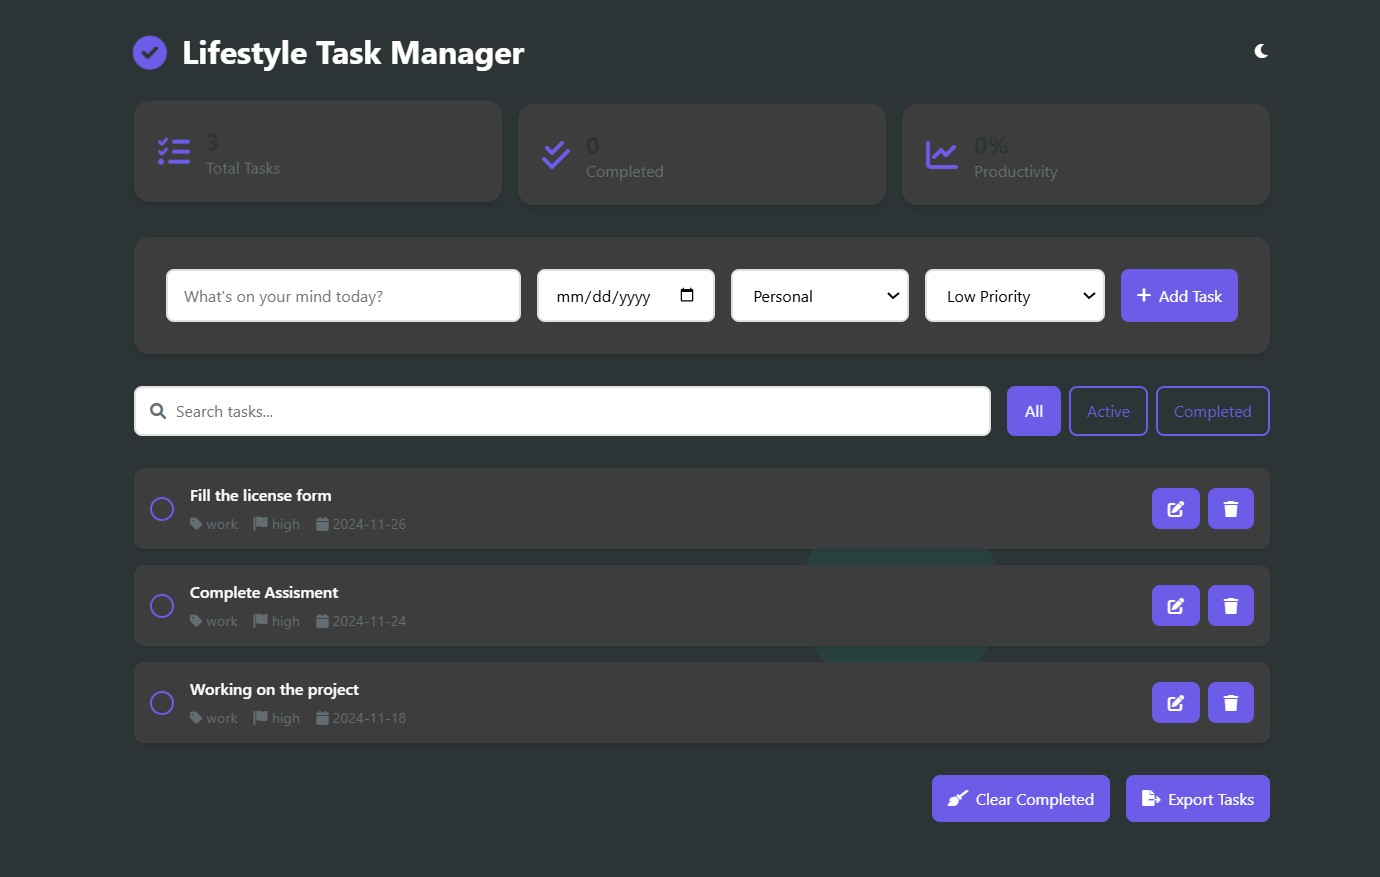 Lifestyle Task Manager
3
Total Tasks
0
Completed
0%
Productivity
What's on your mind today?
mm/dd/yyyy
Personal
Low Priority
Add Task
Search tasks...
All
Active
Completed
Fill the license form
work high 2024-11-26
Complete Assisment
work high 2024-11-24
Working on the project
work high 2024-11-18
Clear Completed
Export Tasks